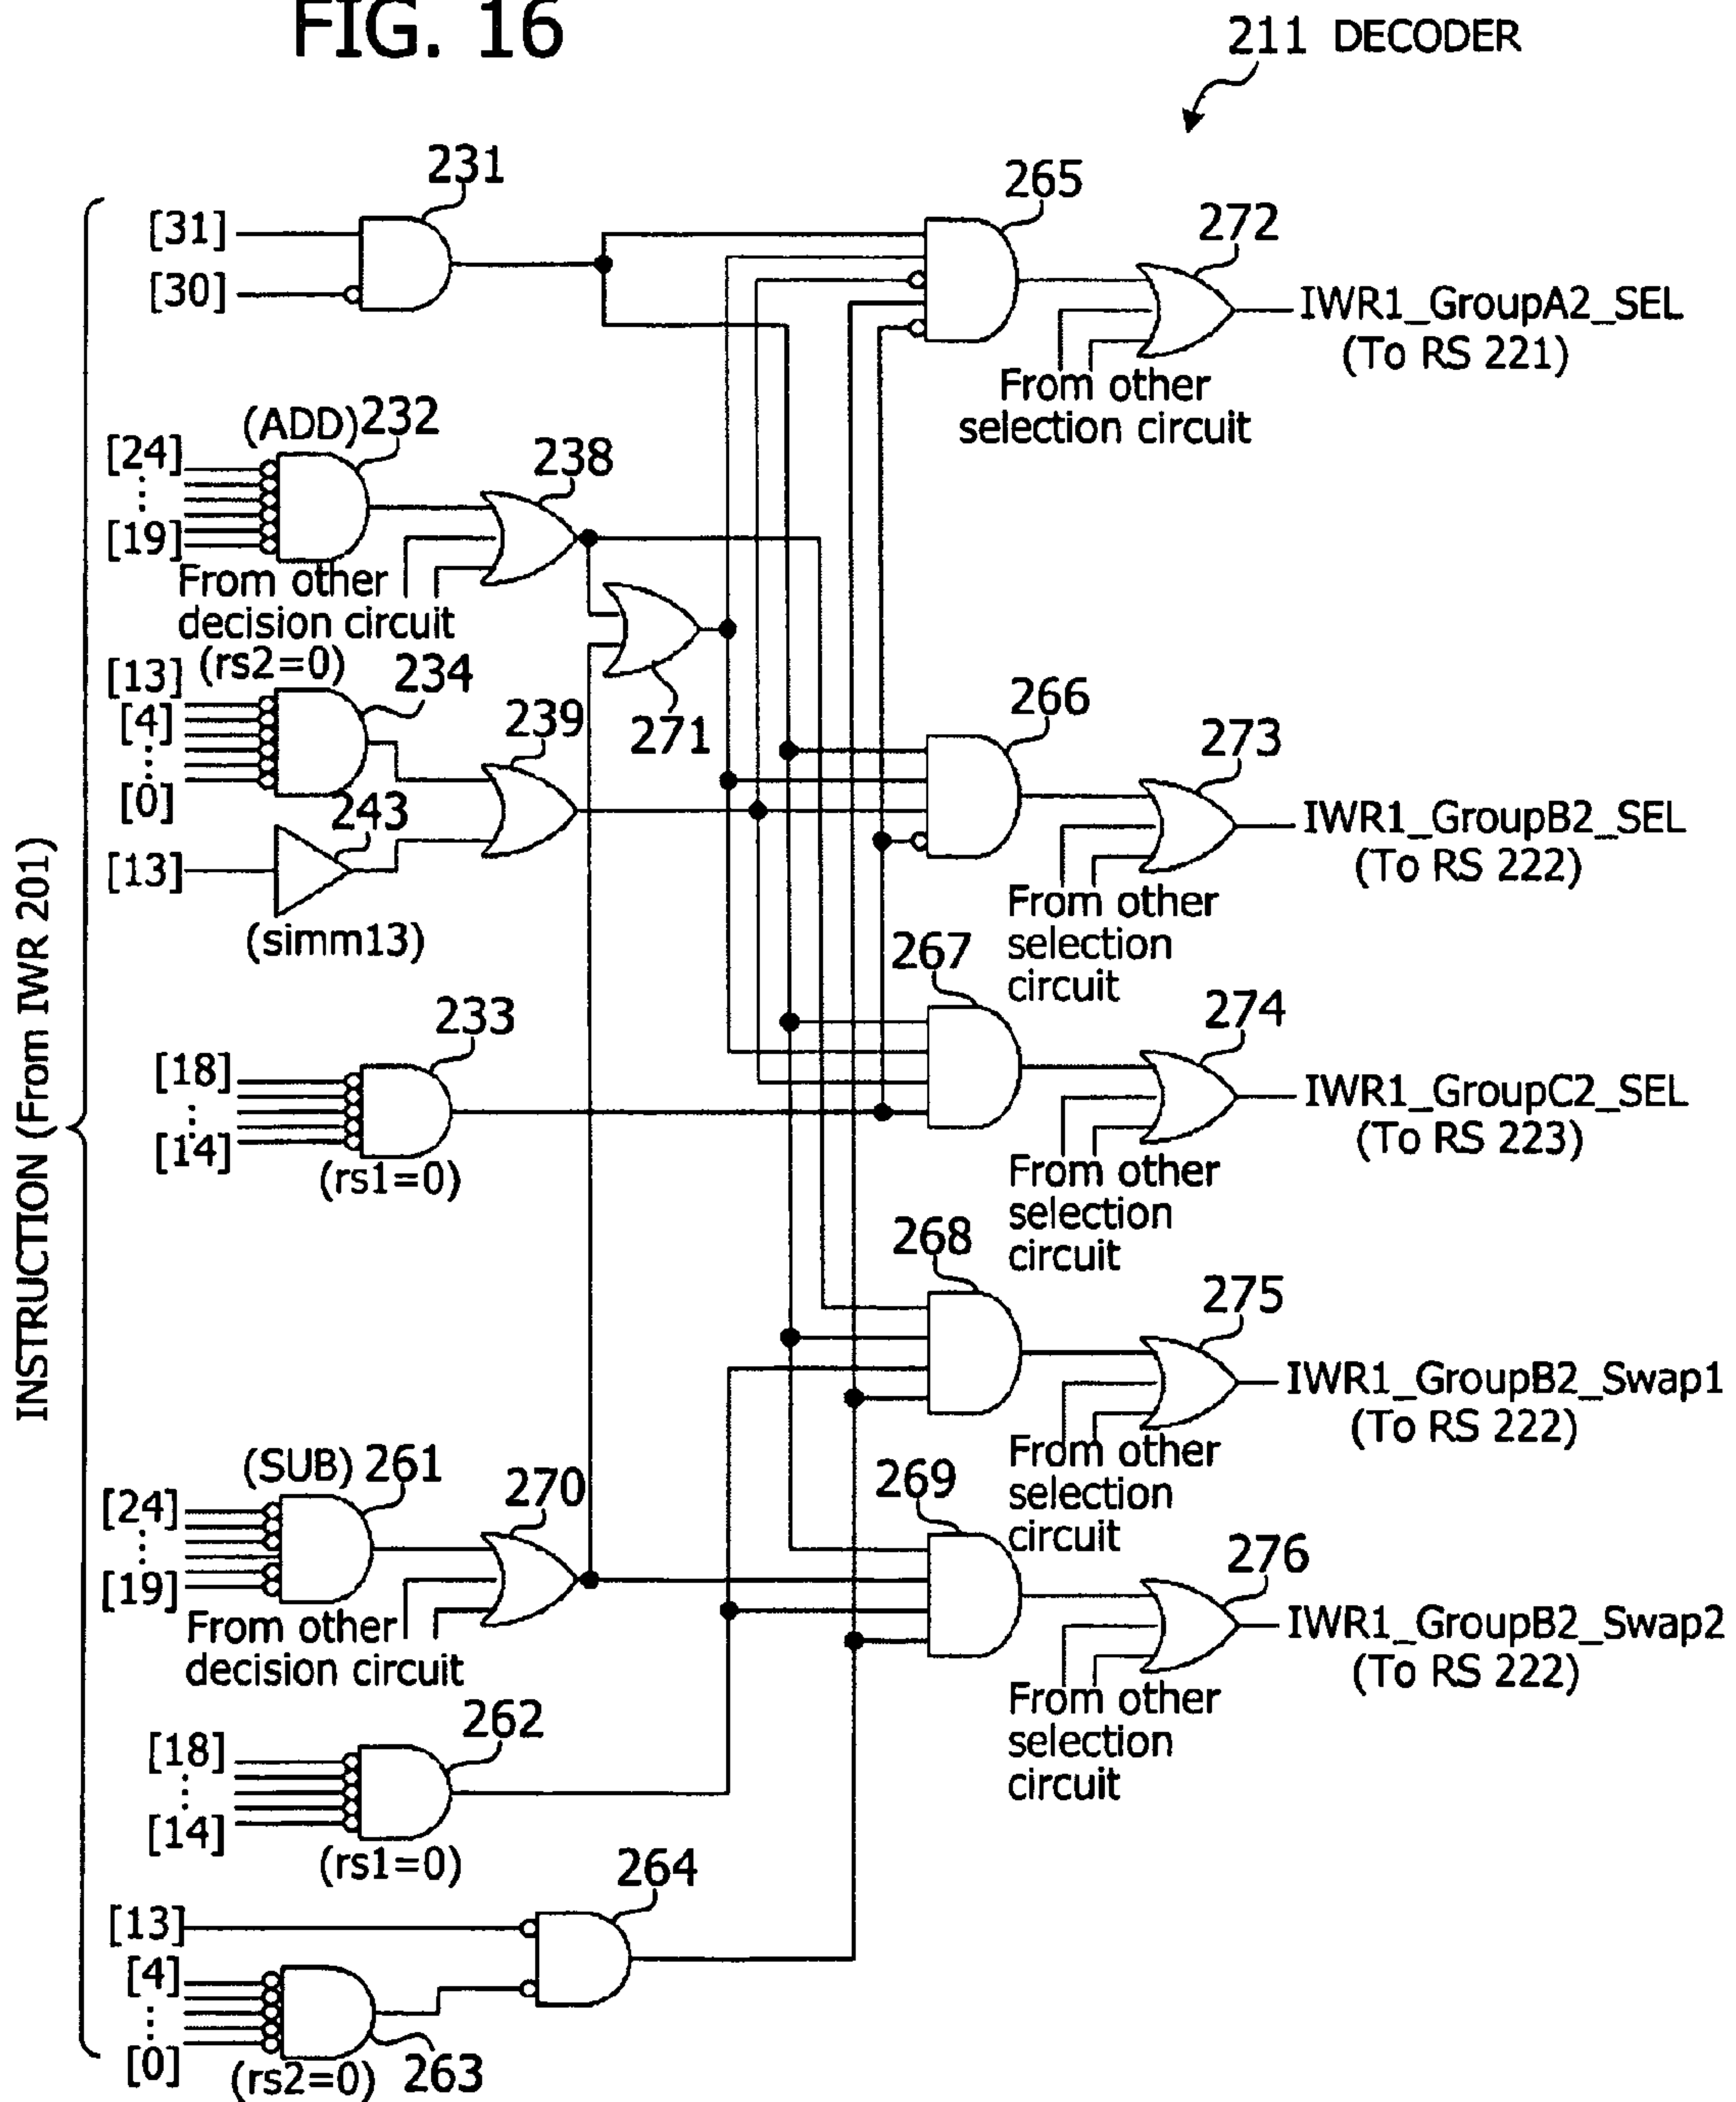 FIG. 16
211 DECODER
INSTRUCTION (From IWR 201)
231
[31]
[30]
265
272
IWR1_GroupA2_SEL
(To RS 221)
From other
selection circuit
(ADD) 232
[24]
[19]
238
From other
decision circuit
271
(rs2=0)
234
[13]
[4]
[0]
239
243
[13]
(simm13)
266
273
IWR1_GroupB2_SEL
(To RS 222)
From other
selection
circuit
233
[18]
[14]
(rs1=0)
267
274
IWR1_GroupC2_SEL
(To RS 223)
From other
selection
circuit
268
275
IWR1_GroupB2_Swap1
(To RS 222)
From other
selection
circuit
(SUB) 261
[24]
[19]
270
From other
decision circuit
269
276
IWR1_GroupB2_Swap2
(To RS 222)
From other
selection
circuit
262
[18]
[14]
(rs1=0)
264
[13]
[4]
[0]
(rs2=0) 263